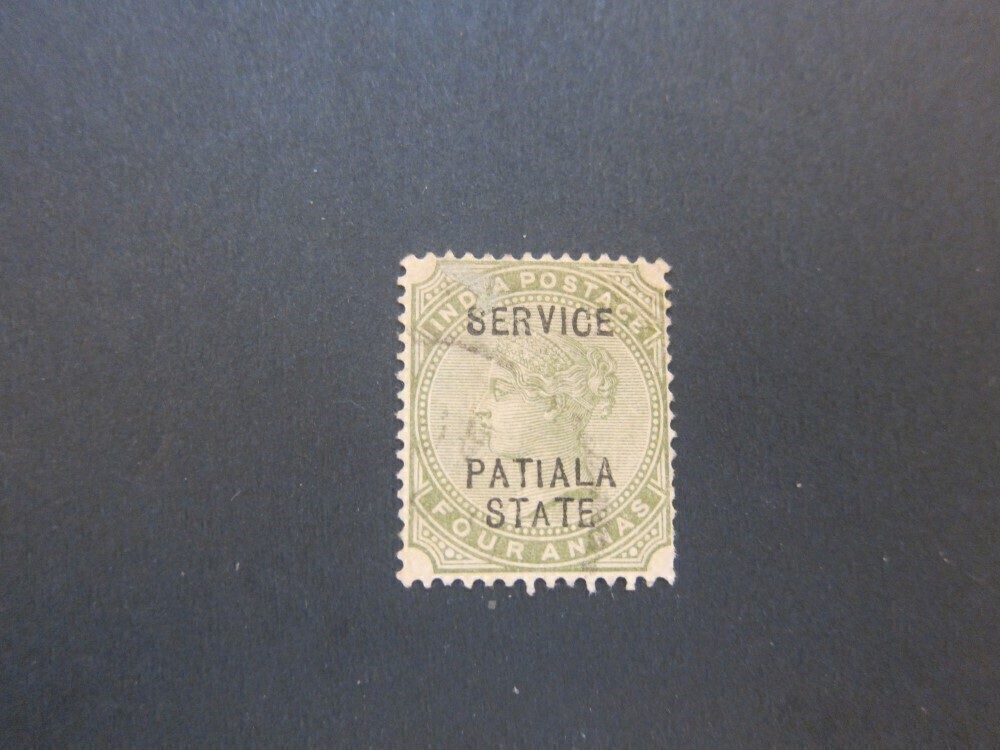 INDIA POSTAGE
SERVICE
PATIALA
STATE
FOUR ANNAS